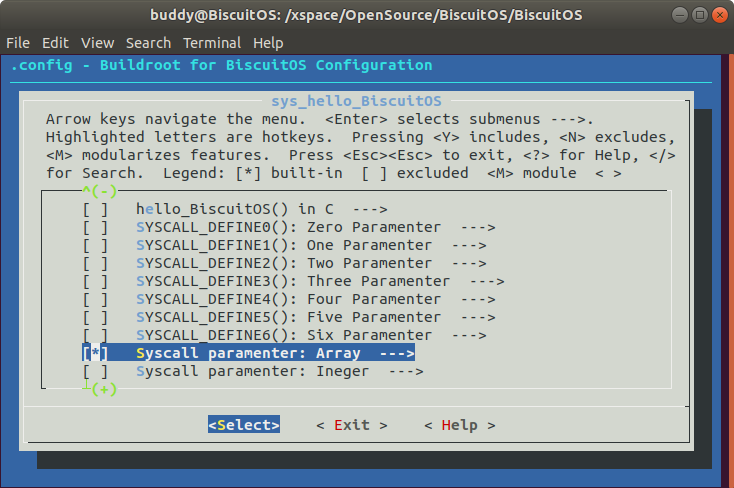 buddy@BiscuitOS: /xspace/OpenSource/BiscuitOS/BiscuitOS
File Edit View Search Terminal Help
.config - Buildroot for BiscuitOS Configuration
sys_hello_BiscuitOS
Arrow keys navigate the menu.  <Enter> selects submenus --->.
Highlighted letters are hotkeys.  Pressing <Y> includes, <N> excludes,
<M> modularizes features.  Press <Esc><Esc> to exit, <?> for Help, </>
for Search.  Legend: [*] built-in  [ ] excluded  <M> module  < >
^(-)
[ ]   hello_BiscuitOS() in C  --->
[ ]   SYSCALL_DEFINE0(): Zero Paramenter  --->
[ ]   SYSCALL_DEFINE1(): One Paramenter  --->
[ ]   SYSCALL_DEFINE2(): Two Paramenter  --->
[ ]   SYSCALL_DEFINE3(): Three Paramenter  --->
[ ]   SYSCALL_DEFINE4(): Four Paramenter  --->
[ ]   SYSCALL_DEFINE5(): Five Paramenter  --->
[ ]   SYSCALL_DEFINE6(): Six Paramenter  --->
[*]   Syscall paramenter: Array  --->
[ ]   Syscall paramenter: Ineger  --->
┴(+)
<Select>    < Exit >    < Help >